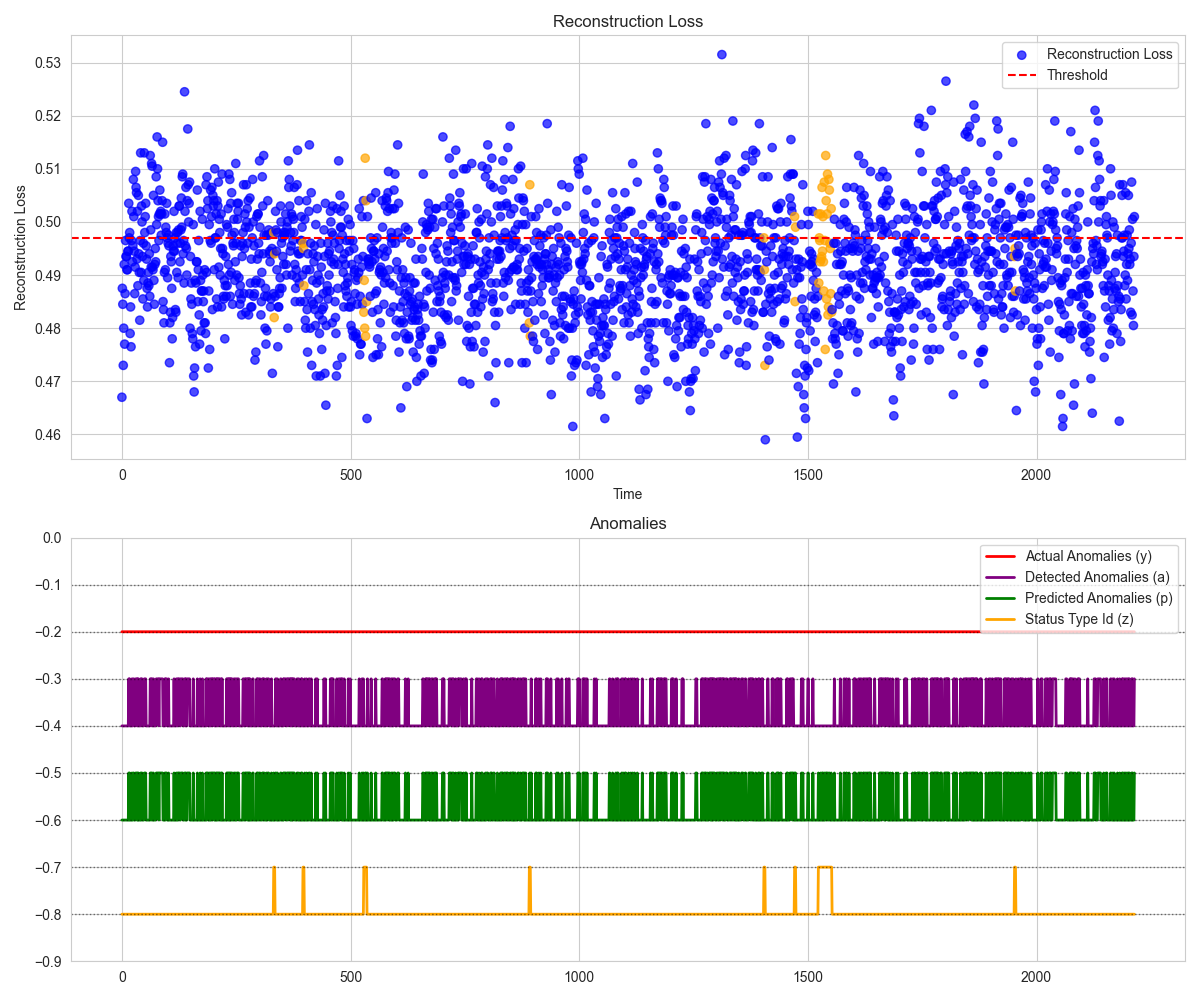 Reconstruction Loss
Reconstruction Loss
Threshold
0.53
0.52
0.51
0.50
0.49
0.48
0.47
0.46
Reconstruction Loss
0 500 1000 1500 2000
Time
Anomalies
Actual Anomalies (y)
Detected Anomalies (a)
Predicted Anomalies (p)
Status Type Id (z)
0.0
−0.1
−0.2
−0.3
−0.4
−0.5
−0.6
−0.7
−0.8
−0.9
0 500 1000 1500 2000